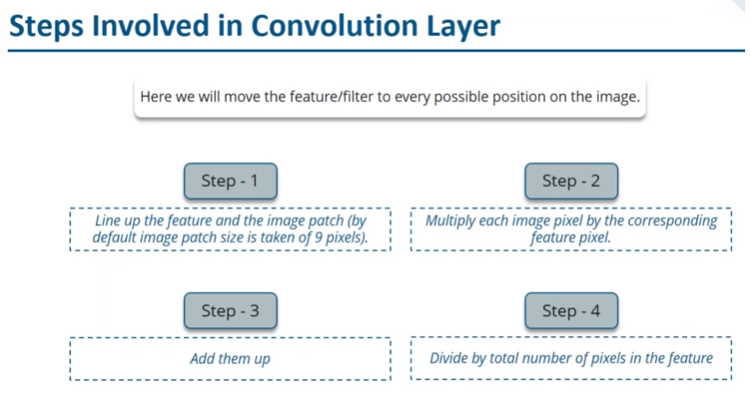 Steps Involved in Convolution Layer
Here we will move the feature/filter to every possible position on the image.
Step - 1
Line up the feature and the image patch (by
default image patch size is taken of 9 pixels).
Step - 2
Multiply each image pixel by the corresponding
feature pixel.
Step - 3
Add them up
Step - 4
Divide by total number of pixels in the feature